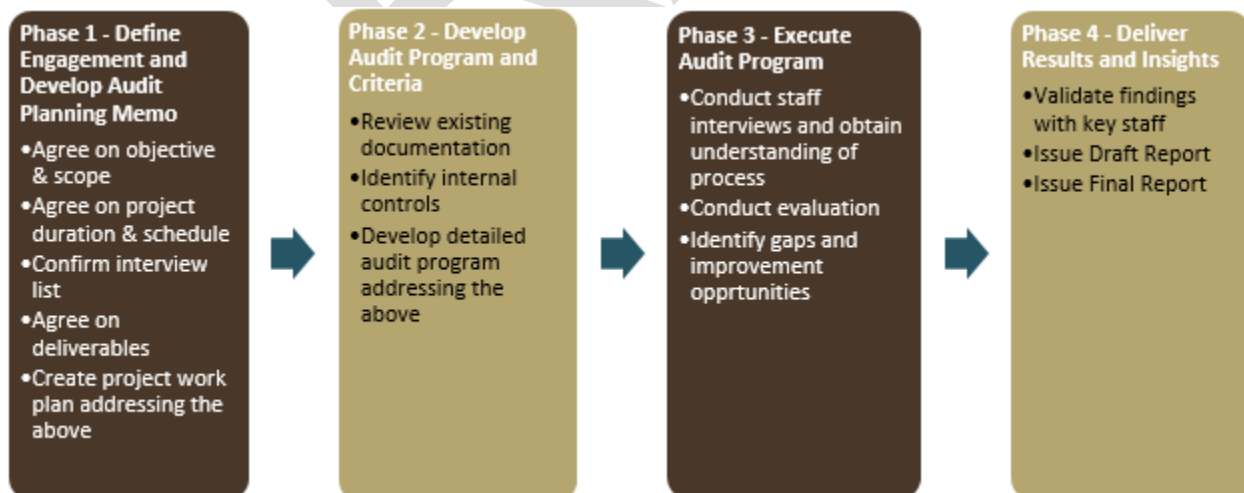 Phase 1 - Define
Engagement and
Develop Audit
Planning Memo
•Agree on objective
& scope
•Agree on project
duration & schedule
•Confirm interview
list
•Agree on
deliverables
•Create project work
plan addressing the
above
Phase 2 - Develop
Audit Program and
Criteria
•Review existing
documentation
•Identify internal
controls
•Develop detailed
audit program
addressing the
above
Phase 3 - Execute
Audit Program
•Conduct staff
interviews and obtain
understanding of
process
•Conduct evaluation
•Identify gaps and
improvement
opprtunities
Phase 4 - Deliver
Results and Insights
•Validate findings
with key staff
•Issue Draft Report
•Issue Final Report